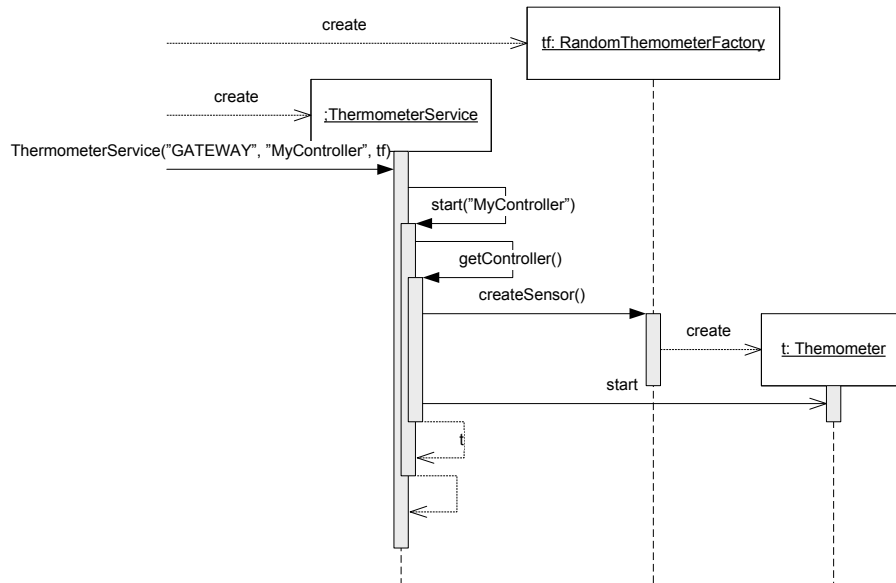 create
tf: RandomThemometerFactory
create
;ThermometerService
ThermometerService("GATEWAY", "MyController", tf)
start("MyController")
getController()
createSensor()
create
t: Themometer
start
t